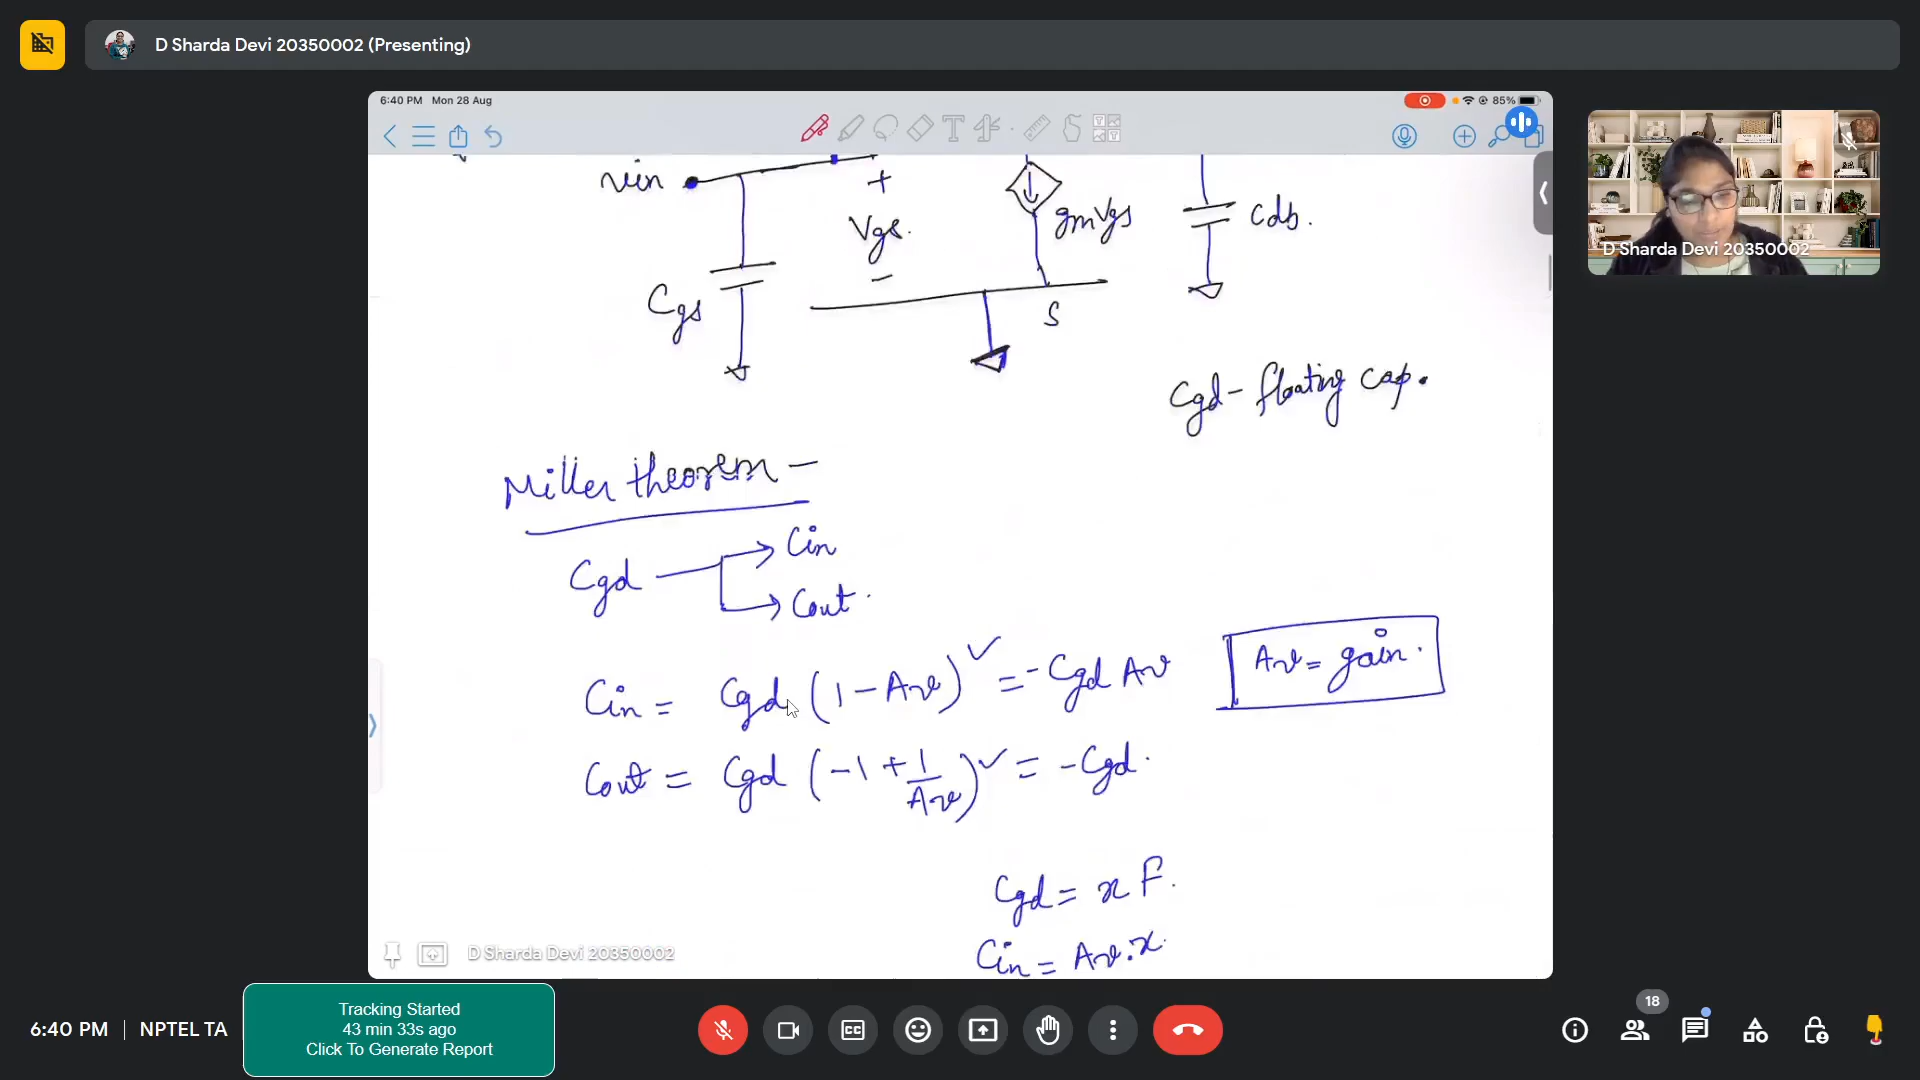 D Sharda Devi 20350002 (Presenting)
6:40 PM Mon 28 Aug
85%
vin
+
Vgs.
-
gmVgs
Cdb.
Cgs
S
Cgd - floating cap.
Miller theorem -
Cgd
Cin
Cout.
Cin = Cgd (1 - Av) ✓ = - Cgd Av
Av = gain.
Cout = Cgd (-1 + 1/Av) ✓ = - Cgd.
Cgd = x F.
Cin = Av.x.
D Sharda Devi 20350002
D Sharda Devi 20350002
6:40 PM | NPTEL TA
Tracking Started
43 min 33s ago
Click To Generate Report
CC
18